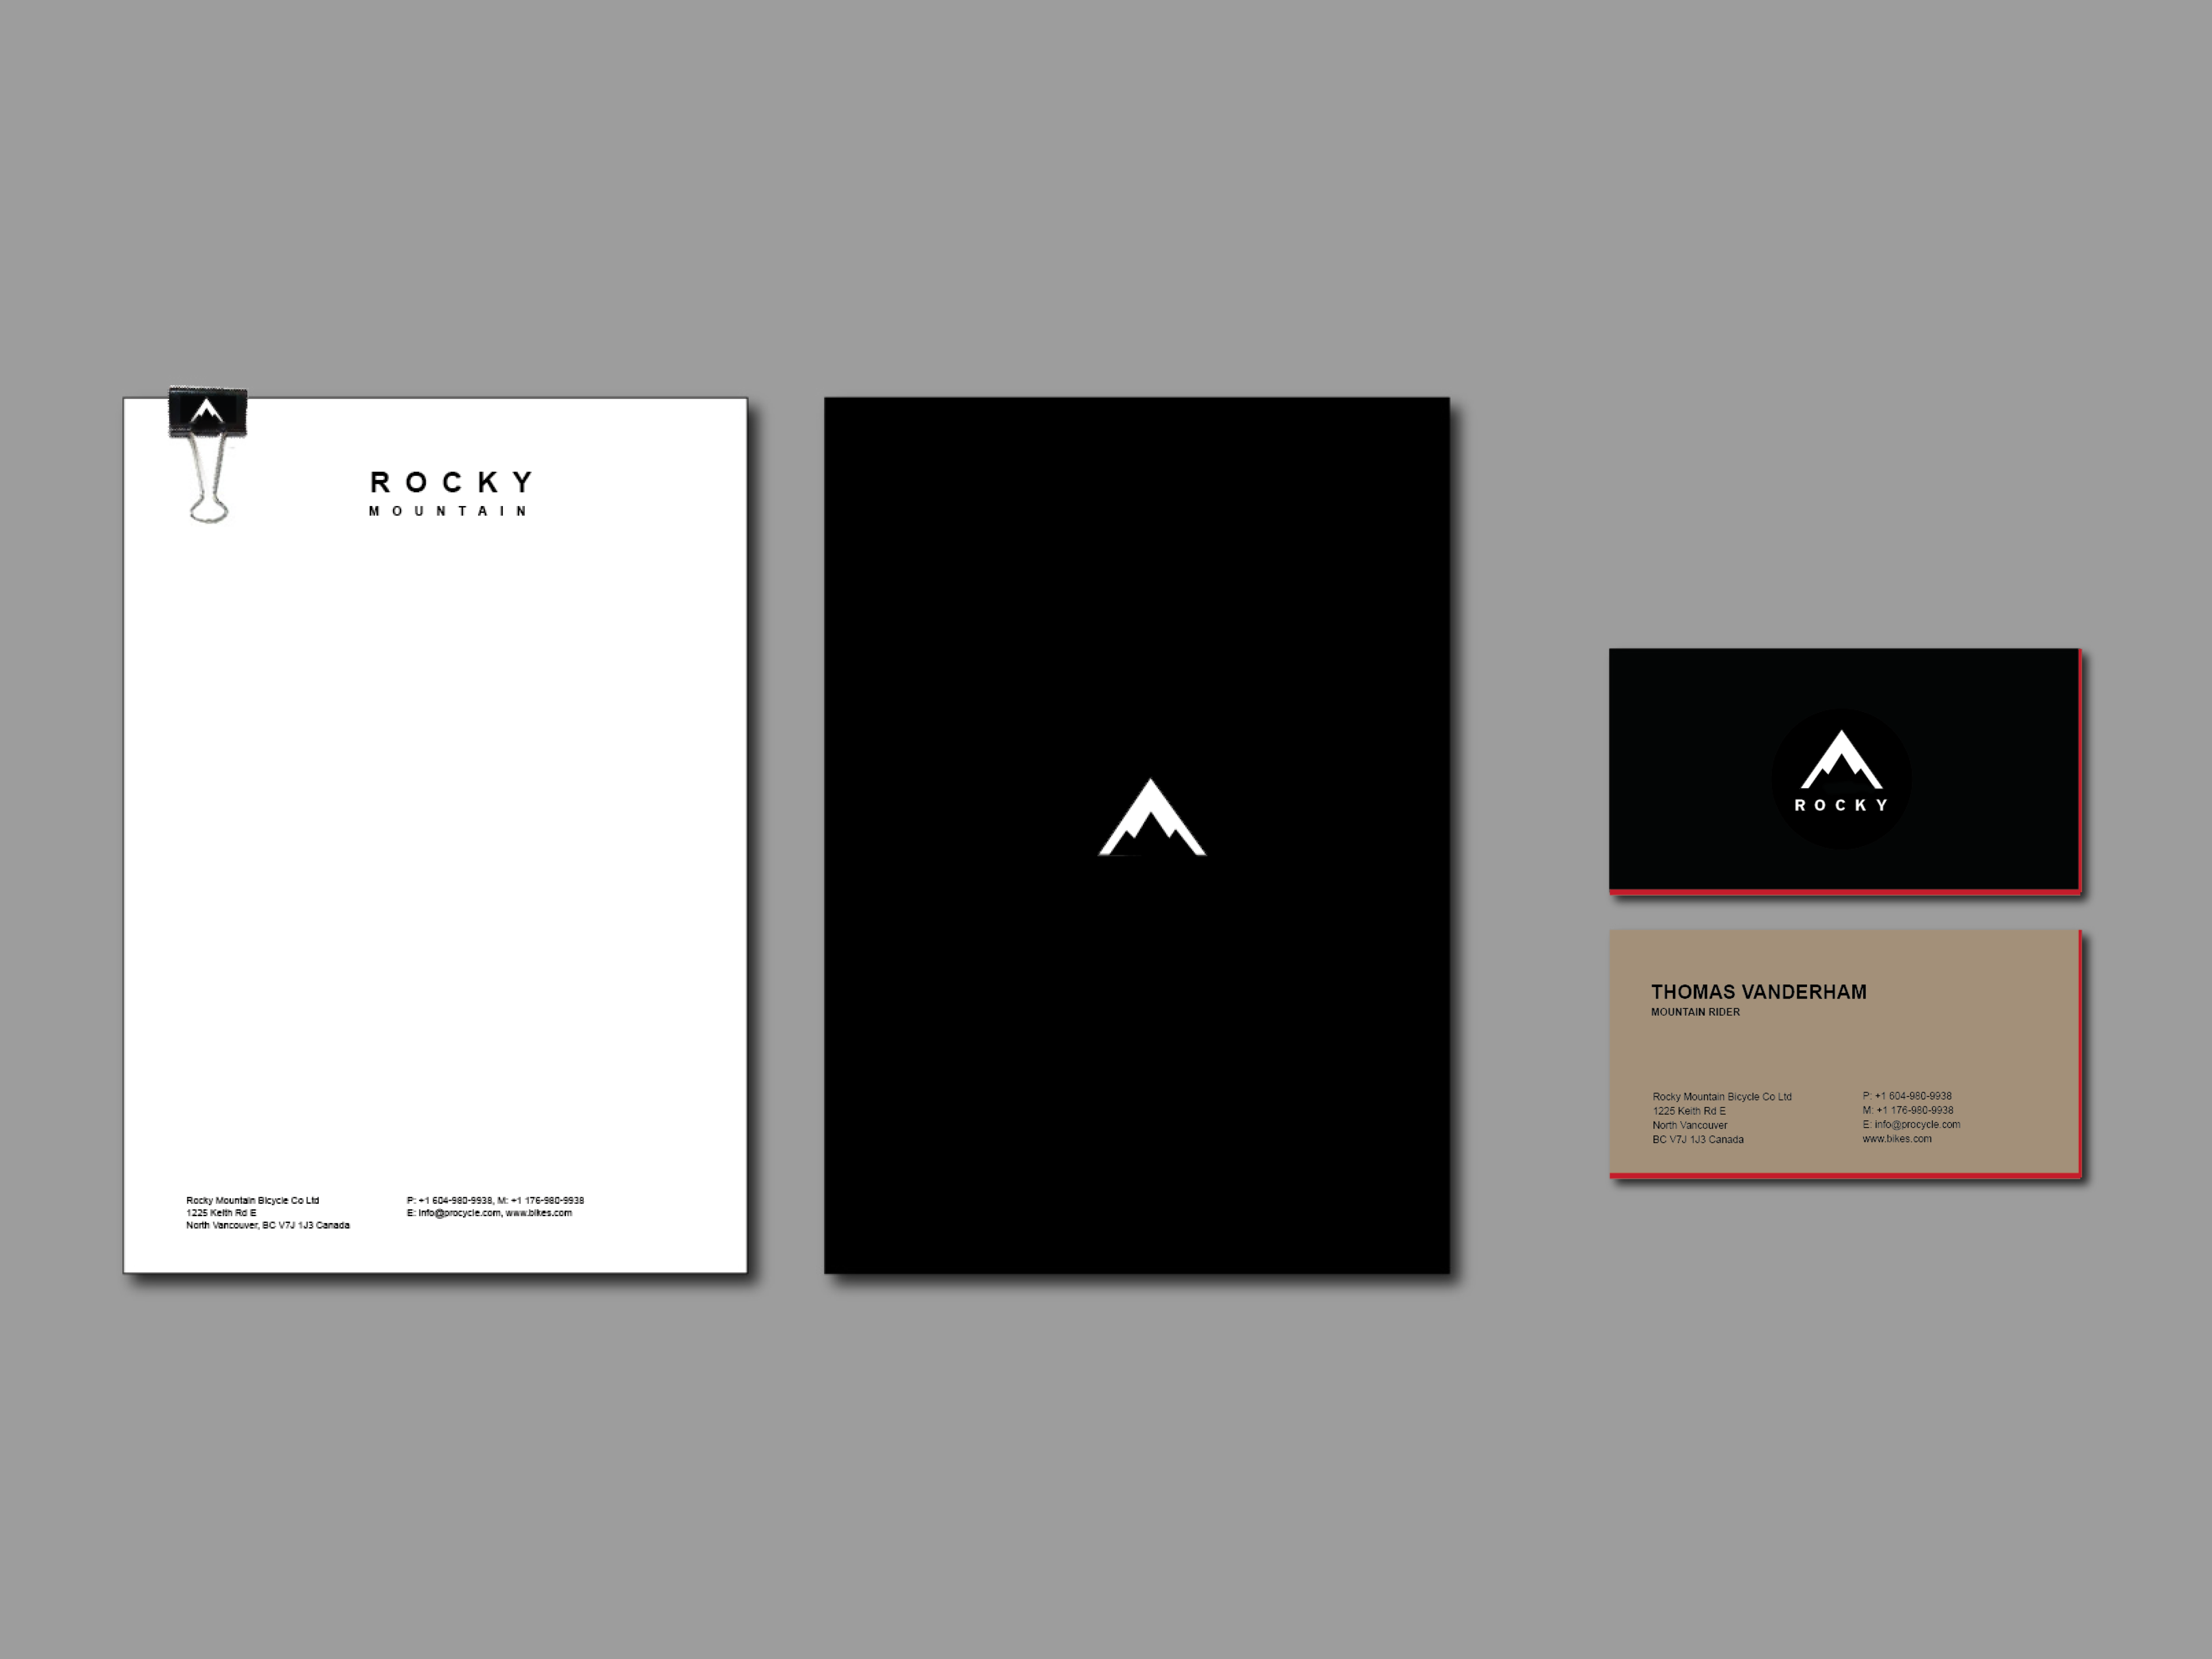 ROCKY
MOUNTAIN
Rocky Mountain Bicycle Co Ltd
1225 Keith Rd E
North Vancouver, BC V7J 1J3 Canada
P: +1 604-980-9938, M: +1 176-980-9938
E: info@procycle.com, www.bikes.com
ROCKY
THOMAS VANDERHAM
MOUNTAIN RIDER
Rocky Mountain Bicycle Co Ltd
1225 Keith Rd E
North Vancouver
BC V7J 1J3 Canada
P: +1 604-980-9938
M: +1 176-980-9938
E: info@procycle.com
www.bikes.com